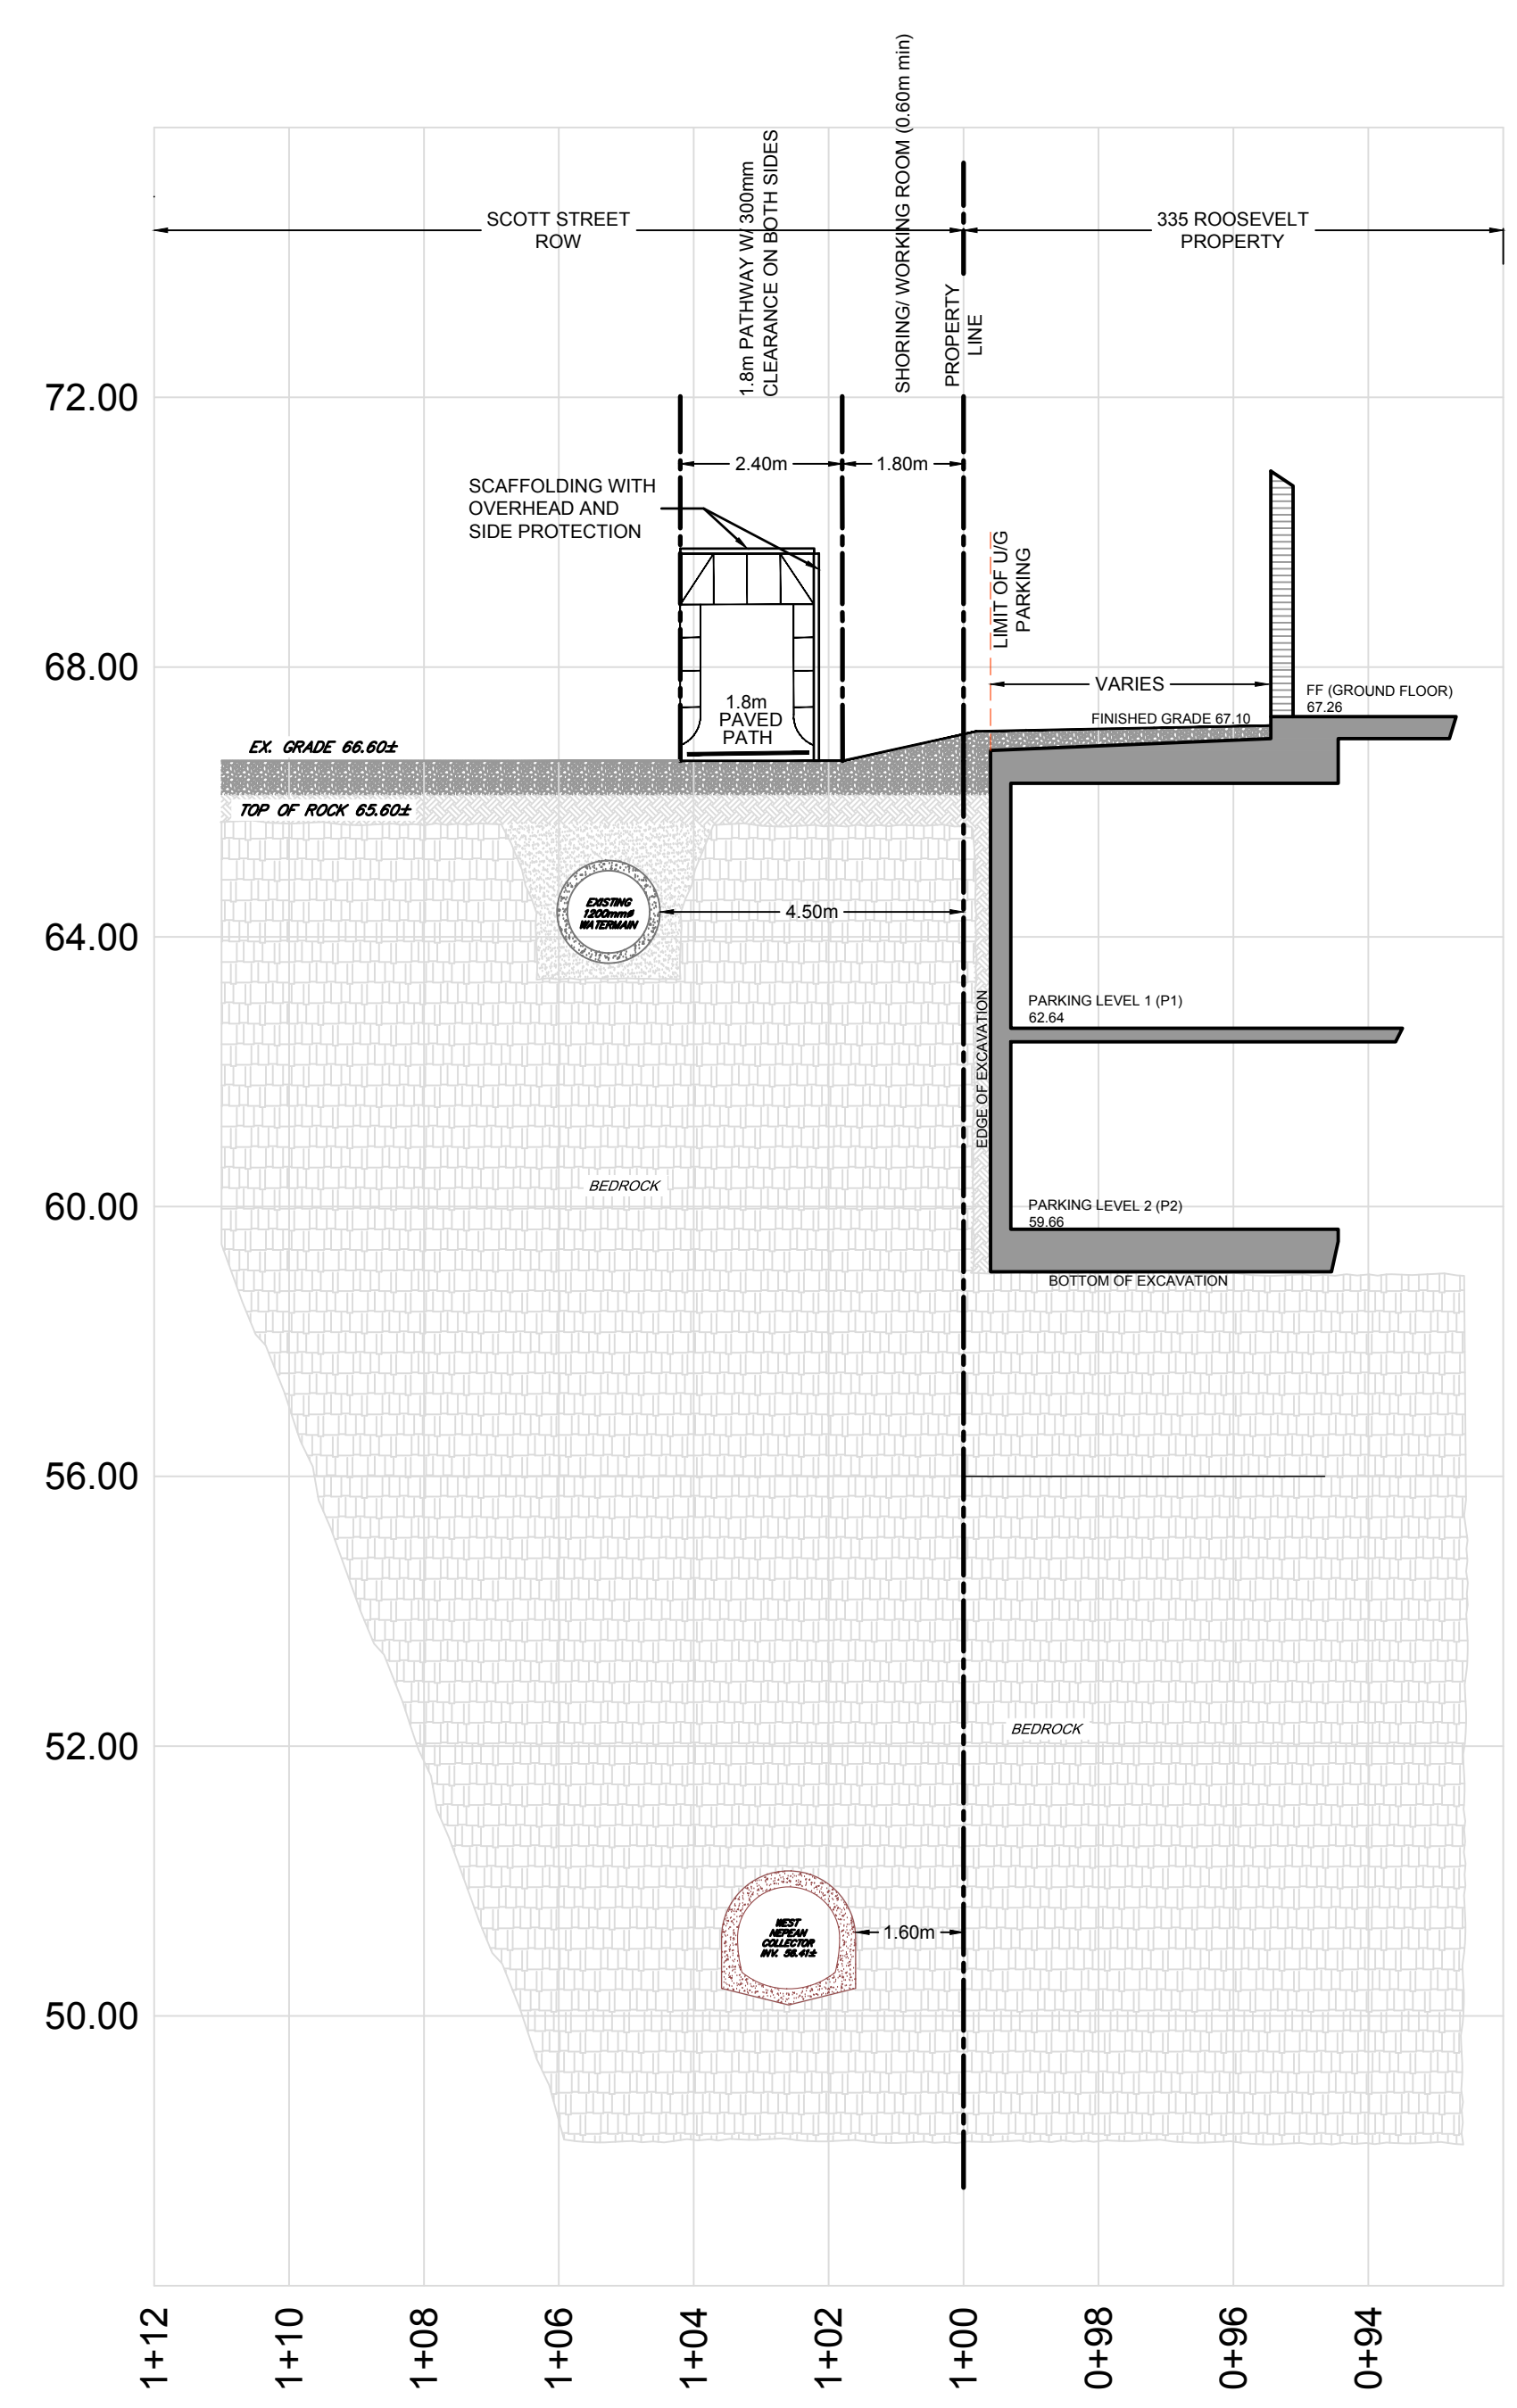 1.8m PATHWAY W/ 300mm
CLEARANCE ON BOTH SIDES
SHORING/ WORKING ROOM (0.60m min)
SCOTT STREET
ROW
335 ROOSEVELT
PROPERTY
PROPERTY
LINE
72.00
2.40m
1.80m
SCAFFOLDING WITH
OVERHEAD AND
SIDE PROTECTION
LIMIT OF U/G
PARKING
68.00
VARIES
FF (GROUND FLOOR)
67.26
1.8m
PAVED
PATH
FINISHED GRADE 67.10
EX. GRADE 66.60±
TOP OF ROCK 65.60±
EXISTING
1200mmø
WATERMAIN
4.50m
64.00
EDGE OF EXCAVATION
PARKING LEVEL 1 (P1)
62.64
BEDROCK
60.00
PARKING LEVEL 2 (P2)
59.66
BOTTOM OF EXCAVATION
56.00
BEDROCK
52.00
WEST
NEPEAN
COLLECTOR
INV. 58.41±
1.60m
50.00
1+12
1+10
1+08
1+06
1+04
1+02
1+00
0+98
0+96
0+94